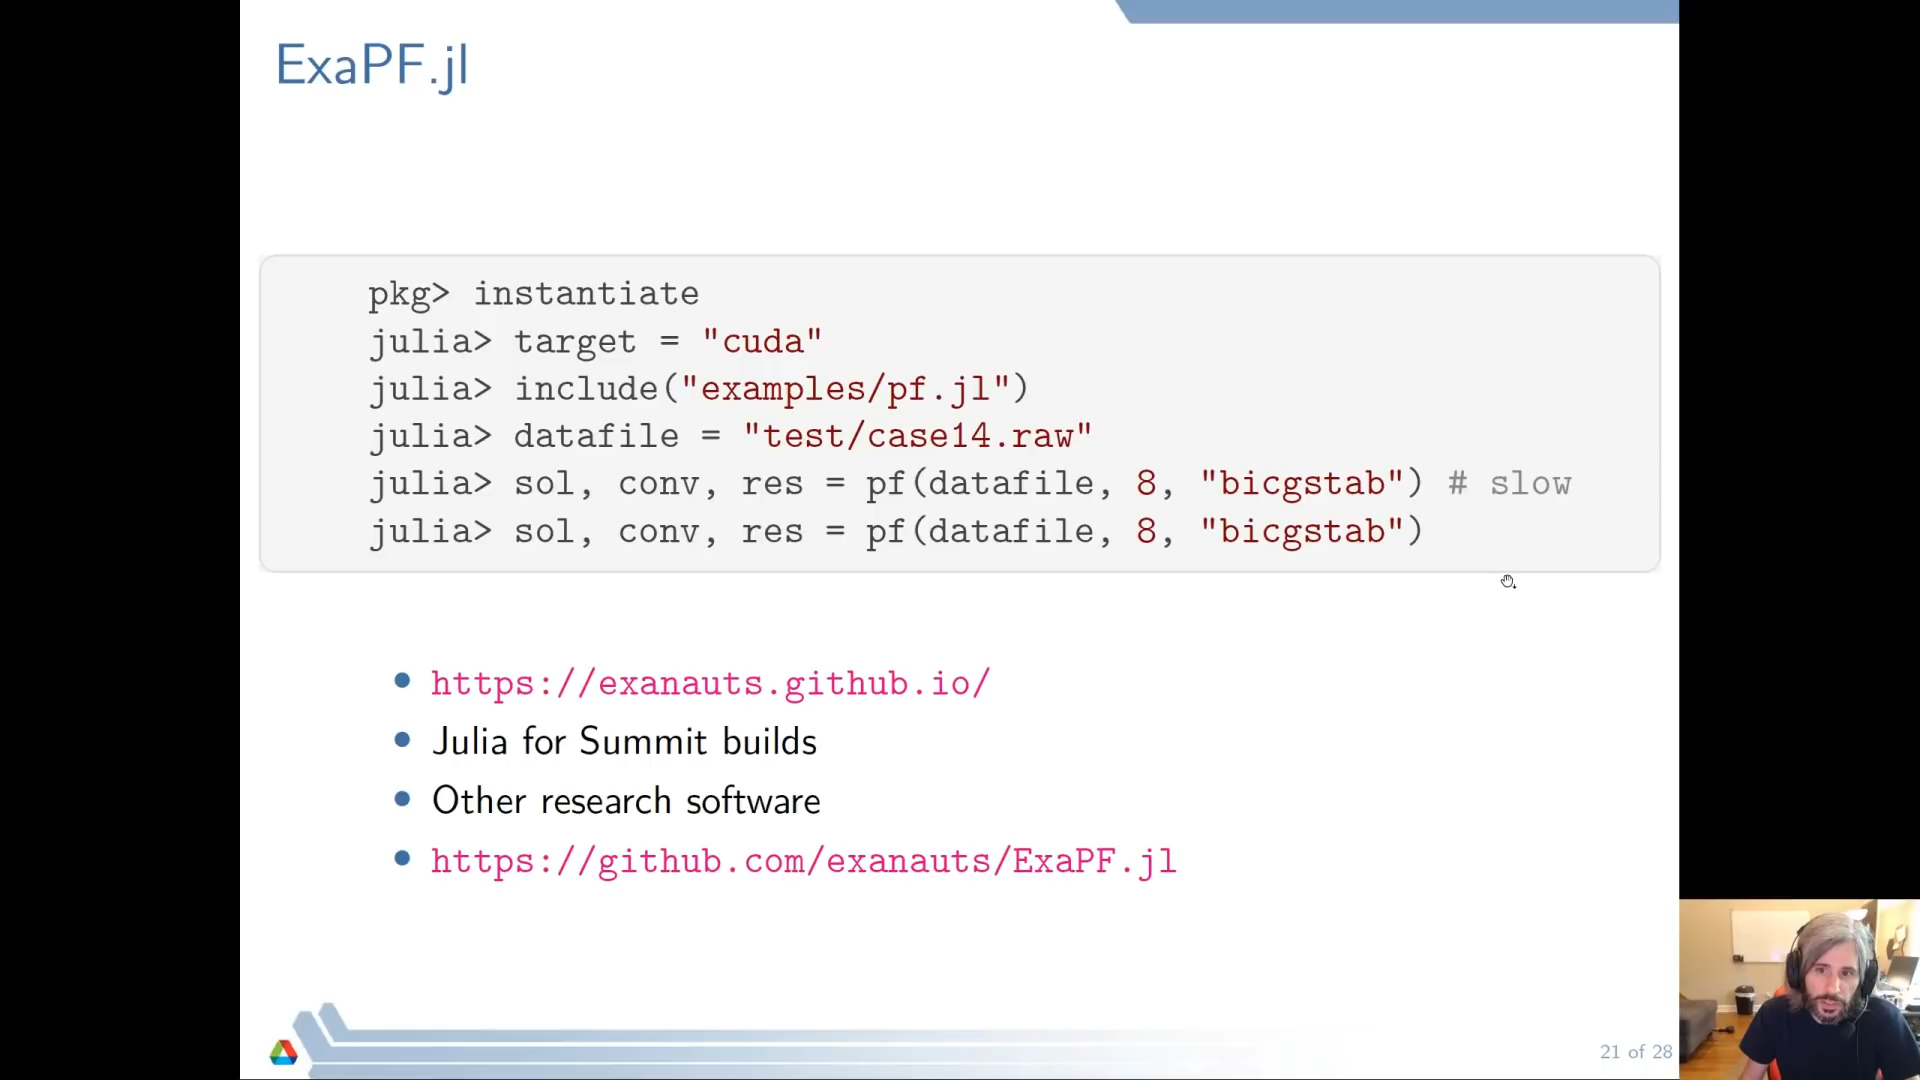 ExaPF.jl
pkg> instantiate
julia> target = "cuda"
julia> include("examples/pf.jl")
julia> datafile = "test/case14.raw"
julia> sol, conv, res = pf(datafile, 8, "bicgstab") # slow
julia> sol, conv, res = pf(datafile, 8, "bicgstab")
• https://exanauts.github.io/
• Julia for Summit builds
• Other research software
• https://github.com/exanauts/ExaPF.jl
21 of 28